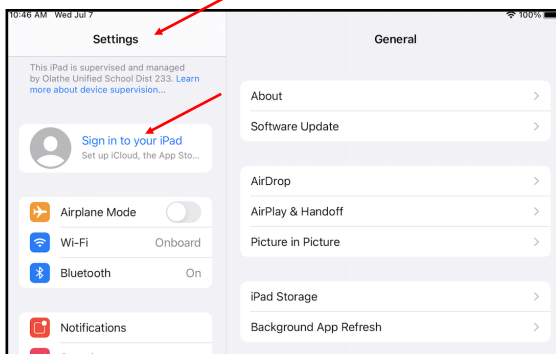 10:46 AM Wed Jul 7
100%
Settings
General
This iPad is supervised and managed
by Olathe Unified School Dist 233. Learn
more about device supervision...
Sign in to your iPad
Set up iCloud, the App Sto...
Airplane Mode
Wi-Fi Onboard
Bluetooth On
Notifications
About
Software Update
AirDrop
AirPlay & Handoff
Picture in Picture
iPad Storage
Background App Refresh